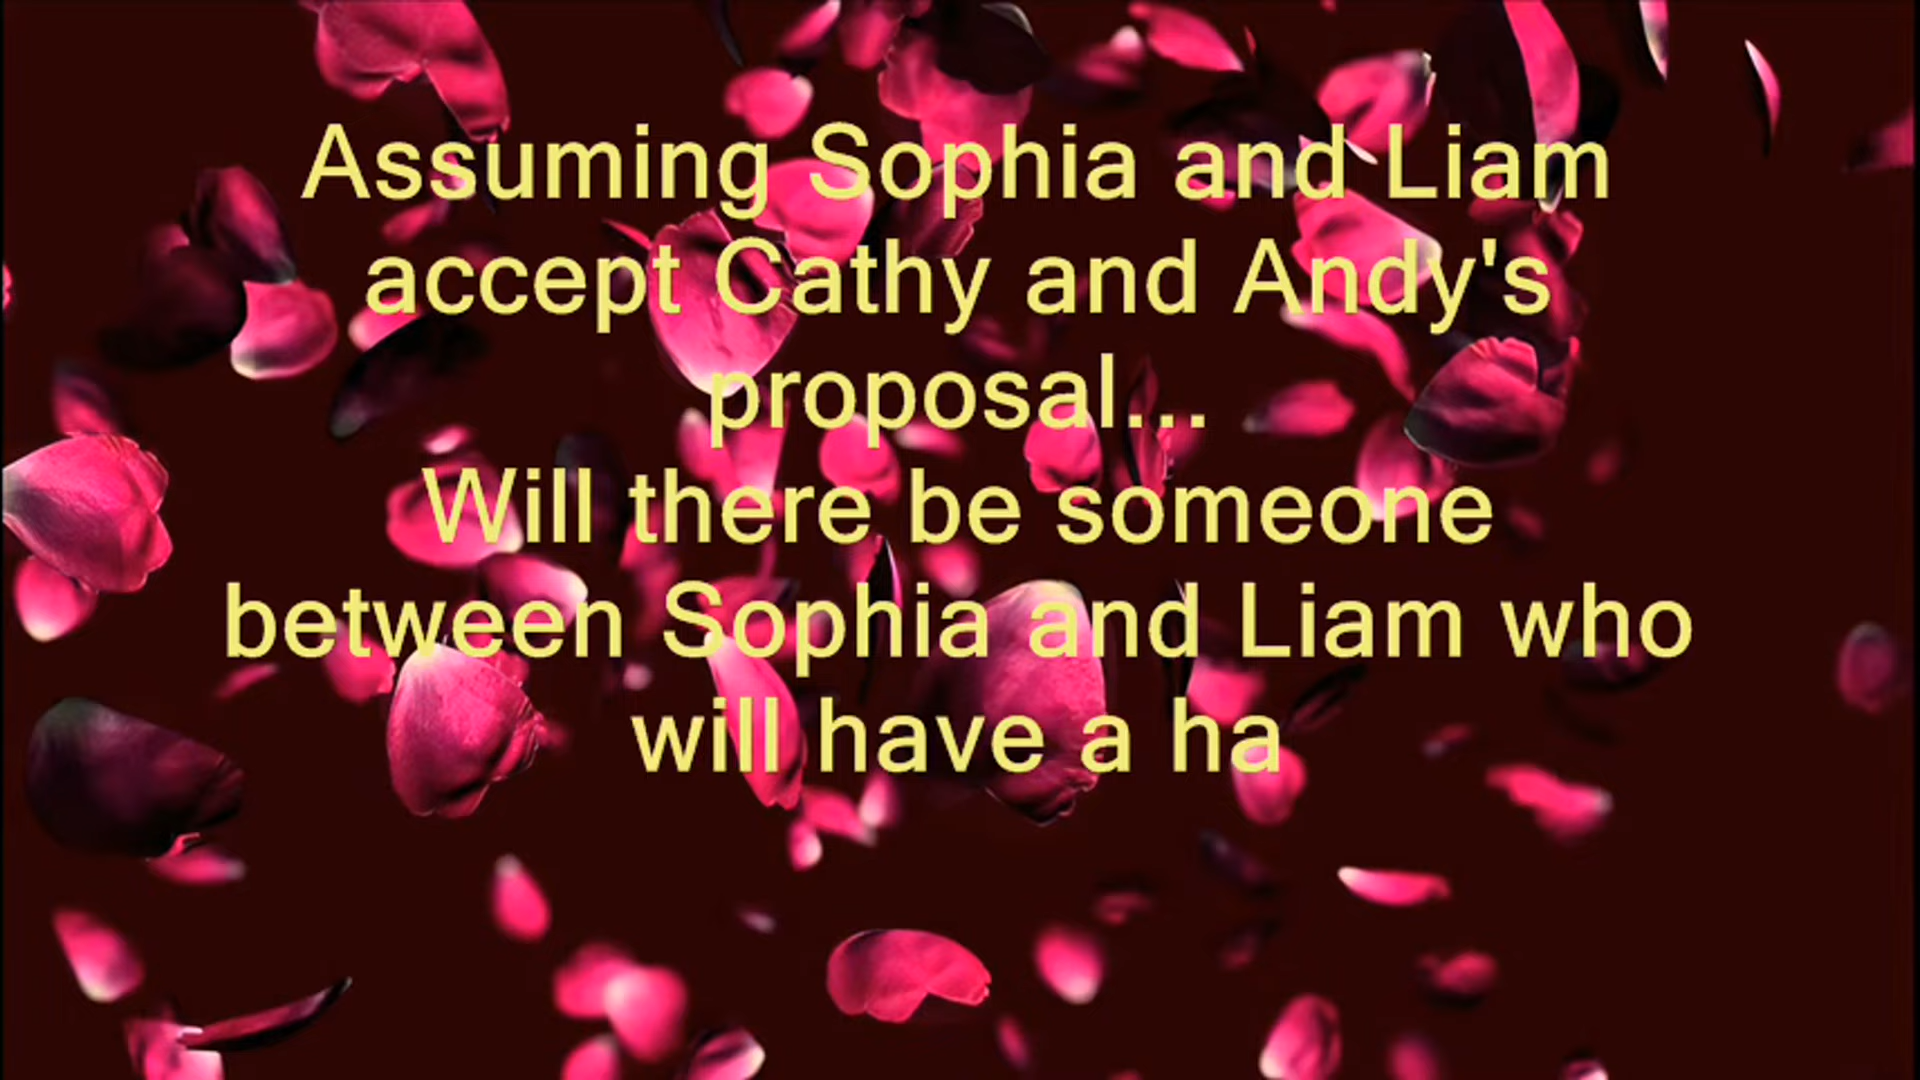 Assuming Sophia and Liam
accept Cathy and Andy's
proposal...
Will there be someone
between Sophia and Liam who
will have a ha